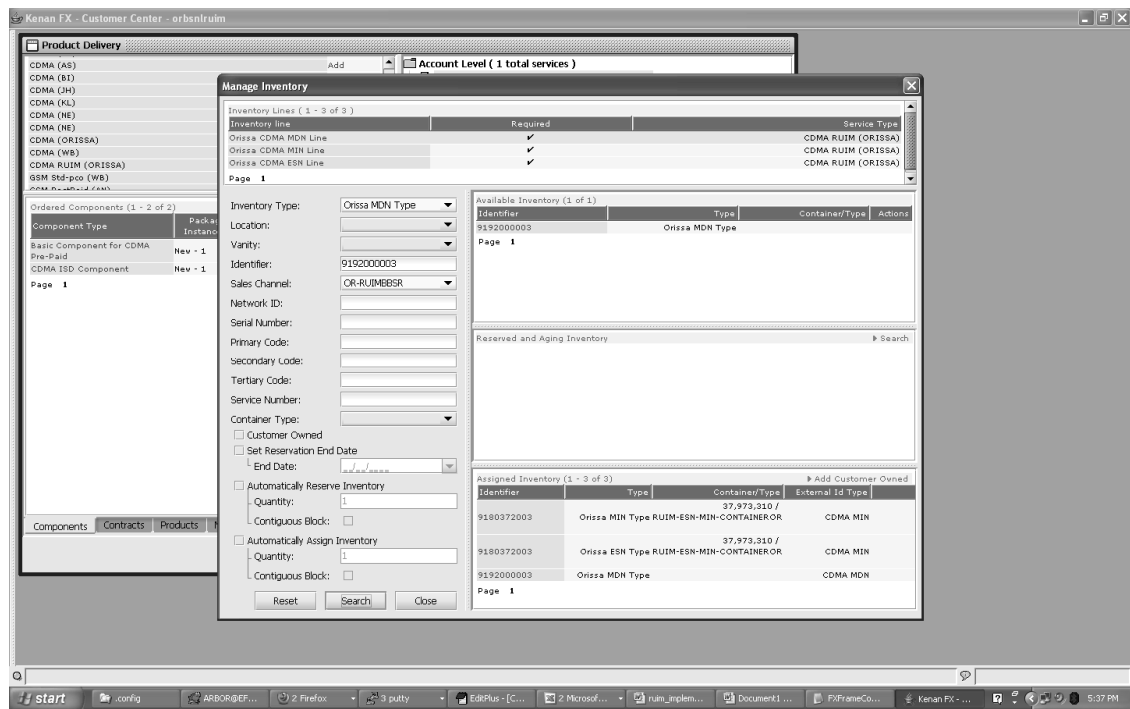 Kenan FX - Customer Center - orbsnlruim
Product Delivery
CDMA (AS) Add
CDMA (BI)
CDMA (JH)
CDMA (KL)
CDMA (NE)
CDMA (NE)
CDMA (ORISSA)
CDMA (WB)
CDMA RUIM (ORISSA)
GSM Std-pco (WB)
Account Level ( 1 total services )
Ordered Components (1 - 2 of 2)
Component Type
Instanc
Basic Component for CDMA Pre-Paid New - 1
CDMA ISD Component New - 1
Page 1
Components Contracts Products
Manage Inventory
Inventory Lines ( 1 - 3 of 3 )
Inventory line Required Service Type
Orissa CDMA MDN Line ✔ CDMA RUIM (ORISSA)
Orissa CDMA MIN Line ✔ CDMA RUIM (ORISSA)
Orissa CDMA ESN Line ✔ CDMA RUIM (ORISSA)
Page 1
Inventory Type: Orissa MDN Type
Location:
Vanity:
Identifier: 9192000003
Sales Channel: OR-RUIMBBSR
Network ID:
Serial Number:
Primary Code:
Secondary Code:
Tertiary Code:
Service Number:
Container Type:
Customer Owned
Set Reservation End Date
End Date: __/__/____
Automatically Reserve Inventory
Quantity: 1
Contiguous Block:
Automatically Assign Inventory
Quantity: 1
Contiguous Block:
Reset Search Close
Available Inventory (1 of 1)
Identifier Type Container/Type Actions
9192000003 Orissa MDN Type
Page 1
Reserved and Aging Inventory Search
Assigned Inventory (1 - 3 of 3) Add Customer Owned
Identifier Type Container/Type External Id Type
37,973,310 /
9180372003 Orissa MIN Type RUIM-ESN-MIN-CONTAINEROR CDMA MIN
37,973,310 /
9180372003 Orissa ESN Type RUIM-ESN-MIN-CONTAINEROR CDMA MIN
9192000003 Orissa MDN Type CDMA MDN
Page 1
start .config ARBOR@EF... 2 Firefox 3 putty EditPlus - [C... 2 Microsof... ruim_implem... Document1 ... FXFrameCo... Kenan FX - ... 5:37 PM